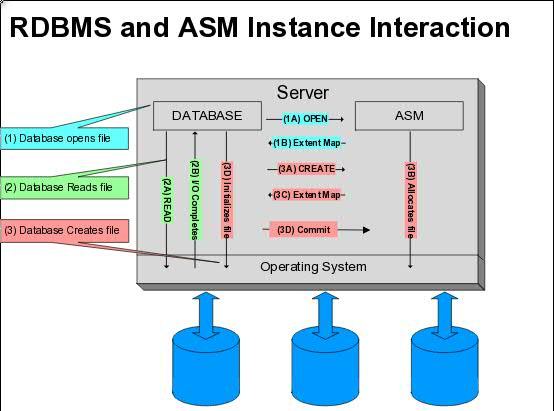 RDBMS and ASM Instance Interaction
Server
DATABASE
ASM
(1) Database opens file
(2) Database Reads file
(3) Database Creates file
(1A) OPEN
(1B) Extent Map
(3A) CREATE
(3C) Extent Map
(3D) Commit
(2A) READ
(2B) I/O Completes
(3D) Initializes file
(3B) Allocates file
Operating System